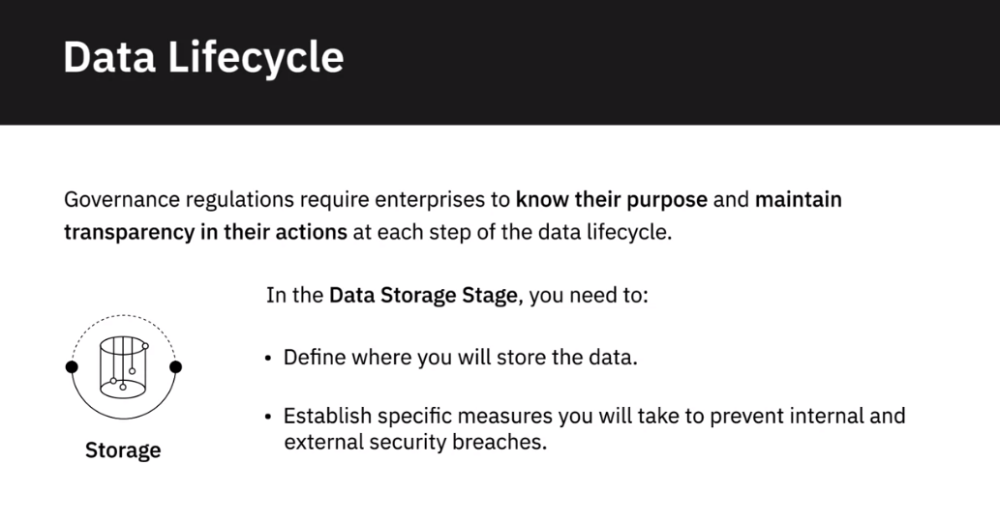 Data Lifecycle
Governance regulations require enterprises to know their purpose and maintain
transparency in their actions at each step of the data lifecycle.
In the Data Storage Stage, you need to:
• Define where you will store the data.
• Establish specific measures you will take to prevent internal and
external security breaches.
Storage